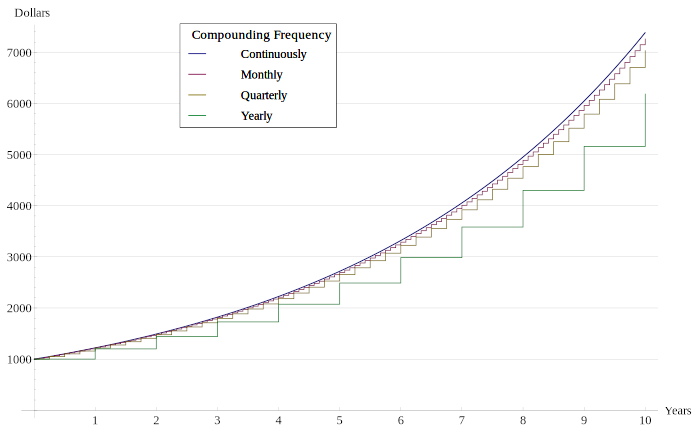 Dollars
Compounding Frequency
Continuously
Monthly
Quarterly
Yearly
7000
6000
5000
4000
3000
2000
1000
1 2 3 4 5 6 7 8 9 10
Years